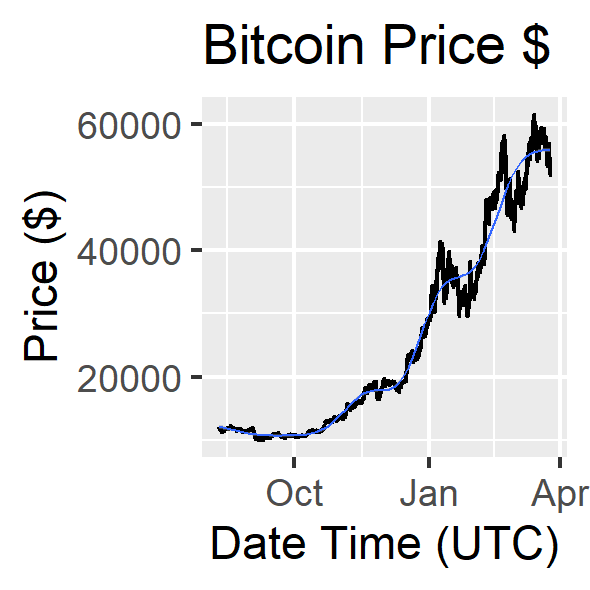 Bitcoin Price $
Price ($)
60000
40000
20000
Oct Jan Apr
Date Time (UTC)